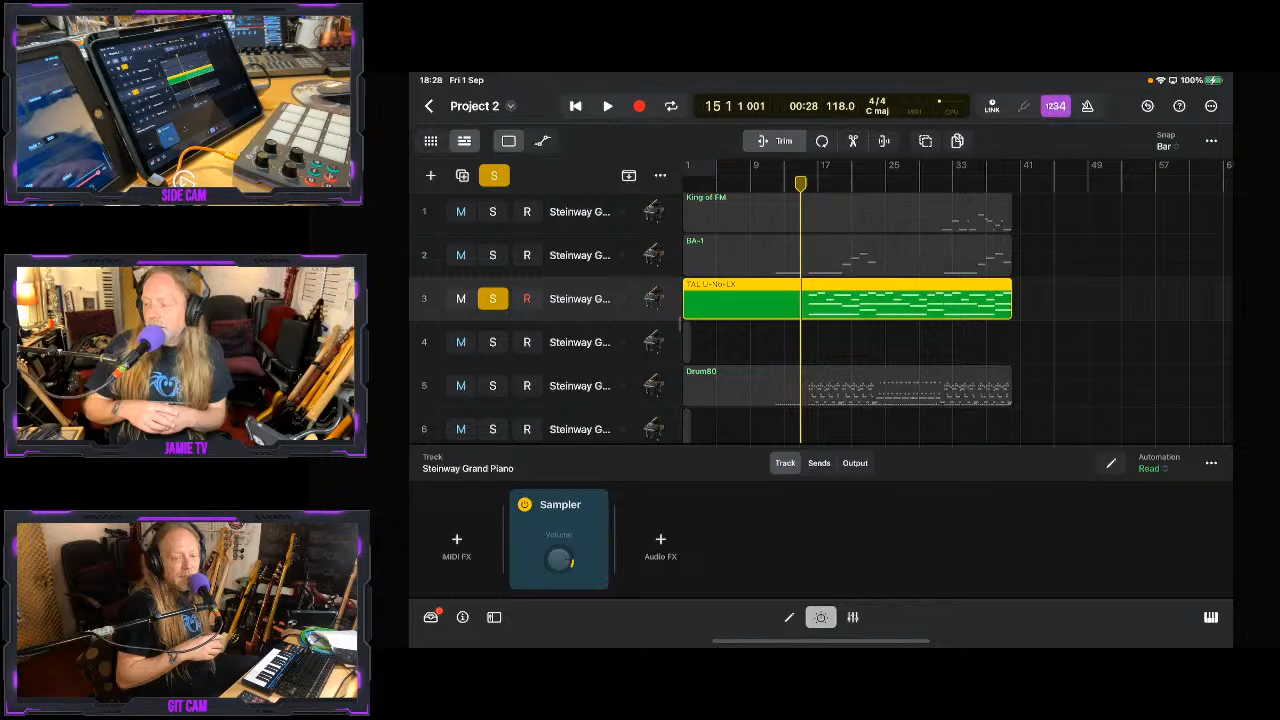 SIDE CAM
JAMIE TV
GIT CAM
18:28 Fri 1 Sep
100%
Project 2
15 1 1 001
00:28
118.0
4/4
C maj
MIDI
CPU
LINK
1234
Trim
Snap
Bar
S
1
9
17
25
33
41
49
57
6
1 M S R Steinway G...
King of FM
2 M S R Steinway G...
BA-1
3 M S R Steinway G...
TAL U-No-LX
4 M S R Steinway G...
5 M S R Steinway G...
Drum80
6 M S R Steinway G...
Track
Steinway Grand Piano
Track
Sends
Output
Automation
Read
MIDI FX
Sampler
Volume
Audio FX